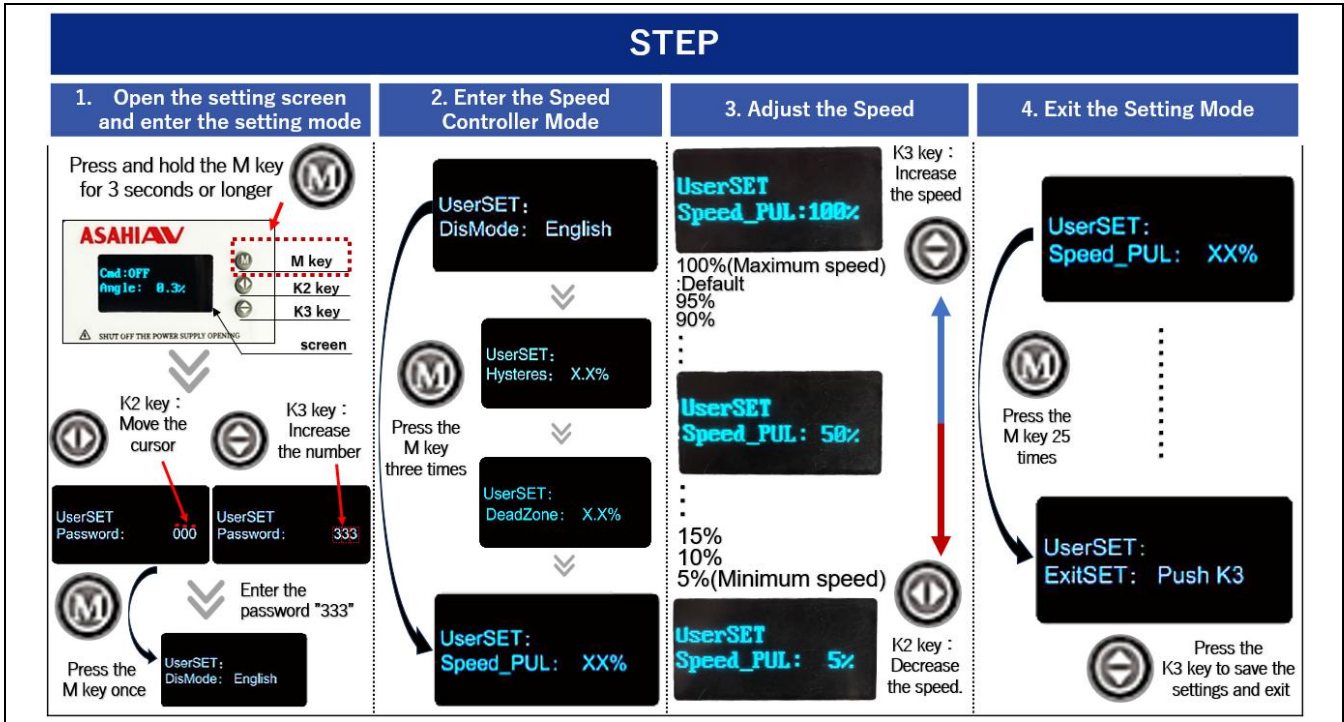 STEP
1. Open the setting screen
and enter the setting mode
Press and hold the M key
for 3 seconds or longer
M
ASAHIAV
Cmd:OFF
Angle: 0.3%
M
M key
K2 key
K3 key
SHUT OFF THE POWER SUPPLY OPENING
screen
K2 key：
Move the
cursor
K3 key：
Increase
the number
UserSET
Password: 000
UserSET
Password: 333
M
Press the
M key once
Enter the
password "333"
UserSET:
DisMode: English
2. Enter the Speed
Controller Mode
UserSET:
DisMode: English
M
Press the
M key
three times
UserSET:
Hysteres: X.X%
UserSET:
DeadZone: X.X%
UserSET:
Speed_PUL: XX%
3. Adjust the Speed
UserSET
Speed_PUL:100%
K3 key：
Increase
the speed
100%(Maximum speed)
:Default
95%
90%
:
:
UserSET
Speed_PUL: 50%
:
:
15%
10%
5%(Minimum speed)
UserSET
Speed_PUL: 5%
K2 key：
Decrease
the speed.
4. Exit the Setting Mode
UserSET:
Speed_PUL: XX%
M
Press the
M key 25
times
UserSET:
ExitSET: Push K3
Press the
K3 key to save the
settings and exit